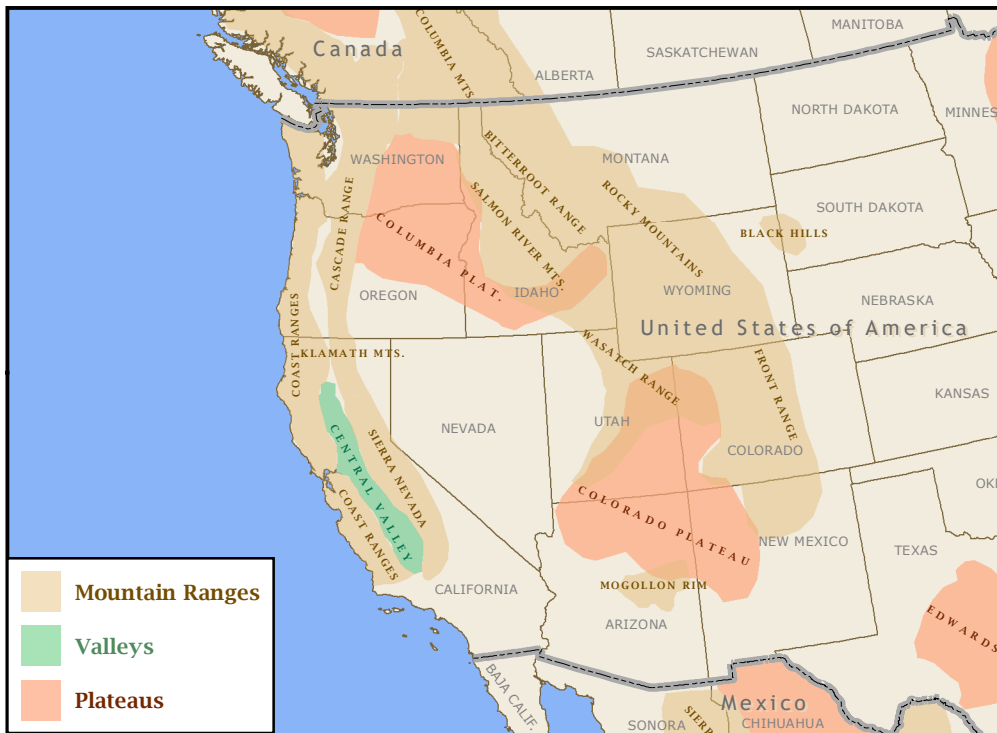 MANITOBA
Canada
SASKATCHEWAN
COLUMBIA MTS.
ALBERTA
NORTH DAKOTA
MINNES
WASHINGTON
BITTERROOT RANGE
MONTANA
CASCADE RANGE
SALMON RIVER MTS.
ROCKY MOUNTAINS
SOUTH DAKOTA
COLUMBIA PLAT.
BLACK HILLS
OREGON
IDAHO
WYOMING
NEBRASKA
United States of America
COAST RANGES
KLAMATH MTS.
WASATCH RANGE
FRONT RANGE
KANSAS
NEVADA
UTAH
COLORADO
CENTRAL VALLEY
SIERRA NEVADA
COAST RANGES
COLORADO PLATEAU
OK
NEW MEXICO
TEXAS
CALIFORNIA
MOGOLLON RIM
ARIZONA
EDWARDS
Mountain Ranges
Valleys
Plateaus
BAJA CALIF.
Mexico
SONORA
SIER
CHIHUAHUA